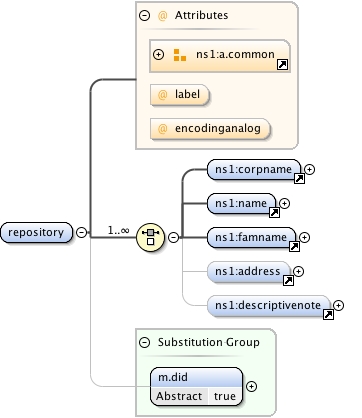 @ Attributes
ns1:a.common
@ label
@ encodinganalog
ns1:corpname
ns1:name
repository
1..∞
ns1:famname
ns1:address
ns1:descriptivenote
Substitution Group
m.did
Abstract true